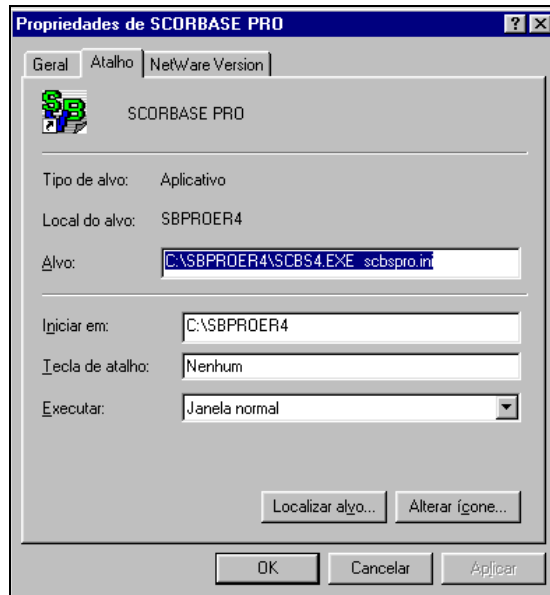 Propriedades de SCORBASE PRO
Geral Atalho NetWare Version
SCORBASE PRO
Tipo de alvo: Aplicativo
Local do alvo: SBPROER4
Alvo: C:\SBPROER4\SCBS4.EXE scbspro.ini
Iniciar em: C:\SBPROER4
Tecla de atalho: Nenhum
Executar: Janela normal
Localizar alvo... Alterar ícone...
OK Cancelar Aplicar